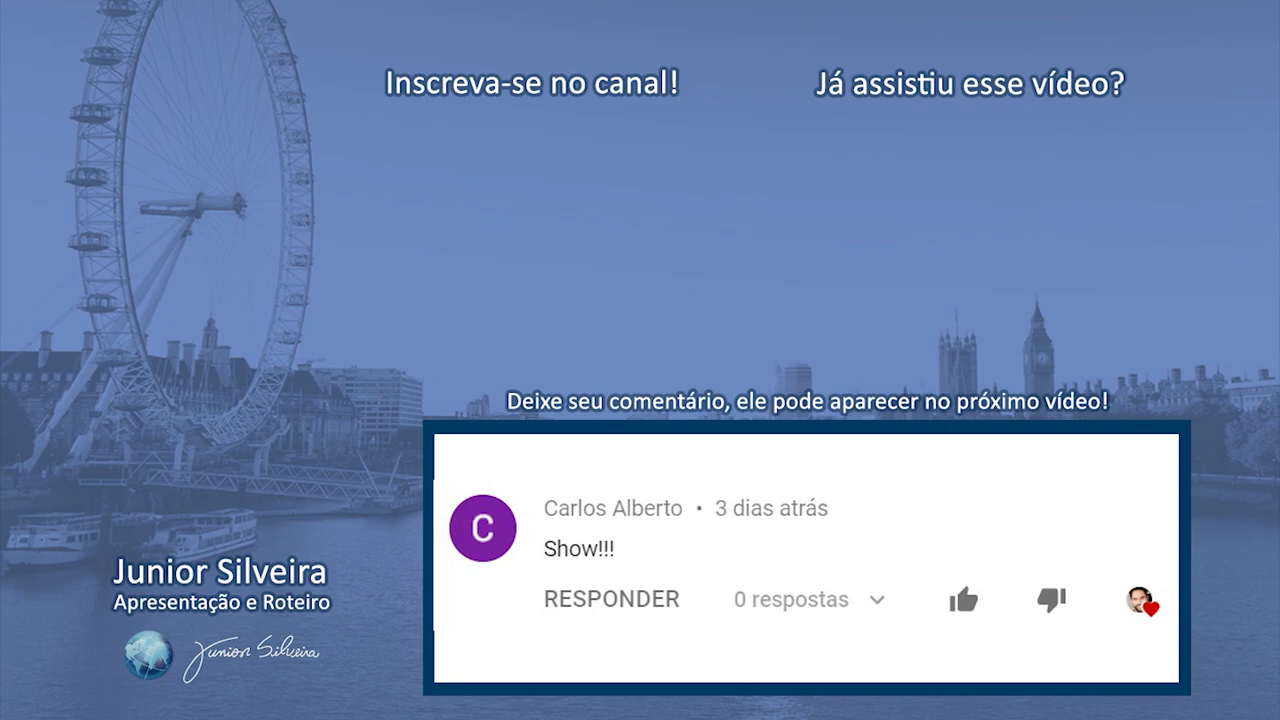 Inscreva-se no canal!
Já assistiu esse vídeo?
Deixe seu comentário, ele pode aparecer no próximo vídeo!
C
Carlos Alberto • 3 dias atrás
Show!!!
RESPONDER 0 respostas
Junior Silveira
Apresentação e Roteiro
Junior Silveira